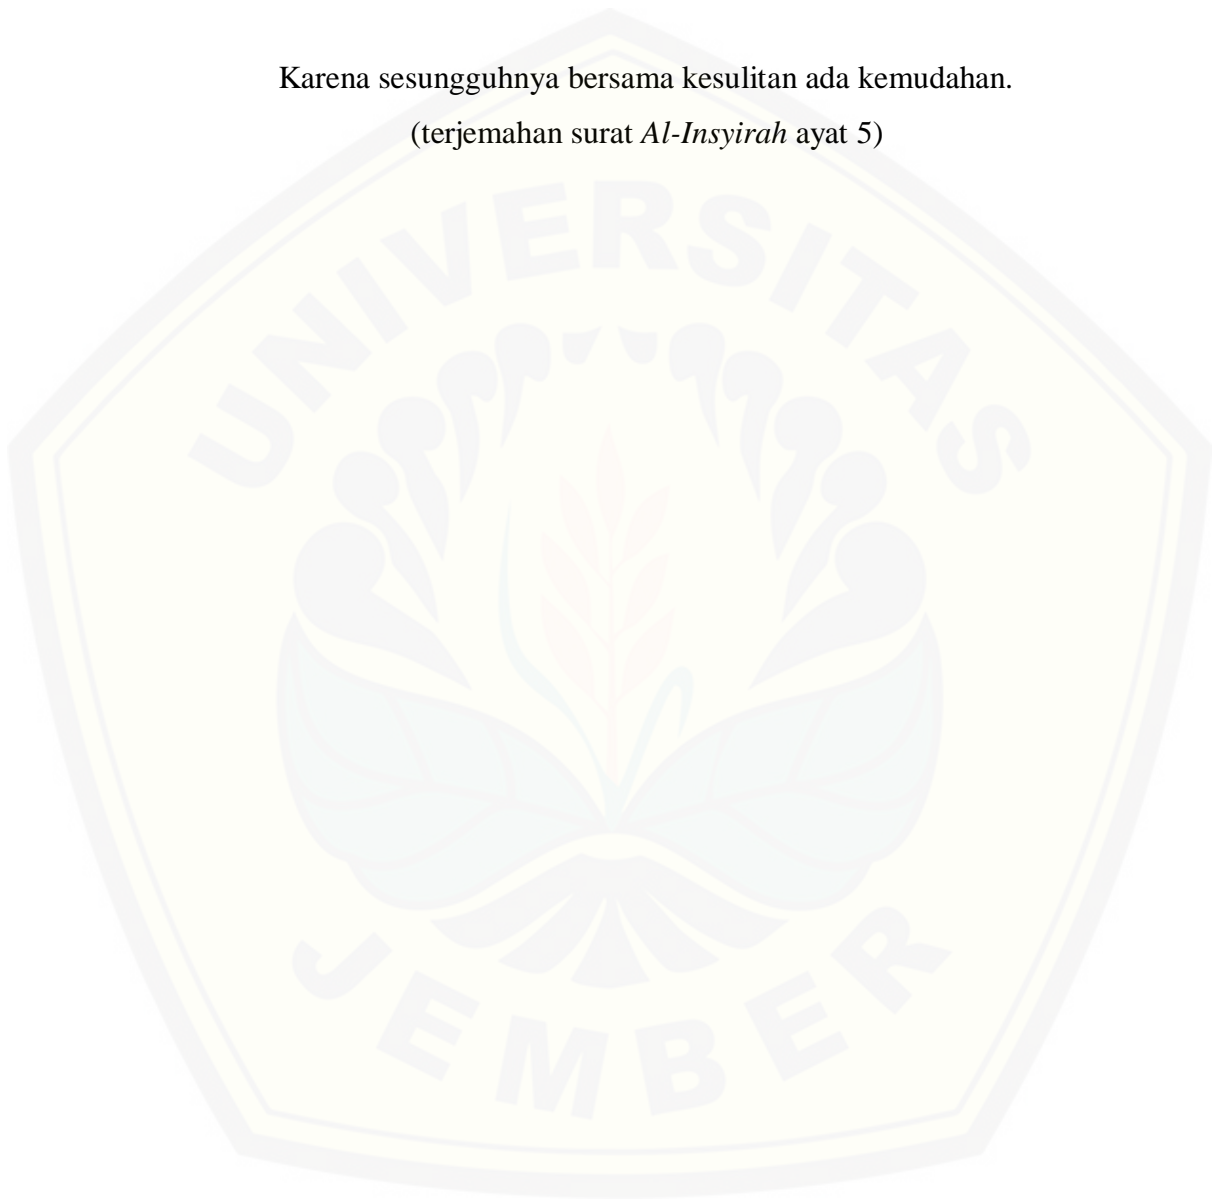 Karena sesungguhnya bersama kesulitan ada kemudahan.
(terjemahan surat Al-Insyirah ayat 5)
UNIVERSITAS
JEMBER